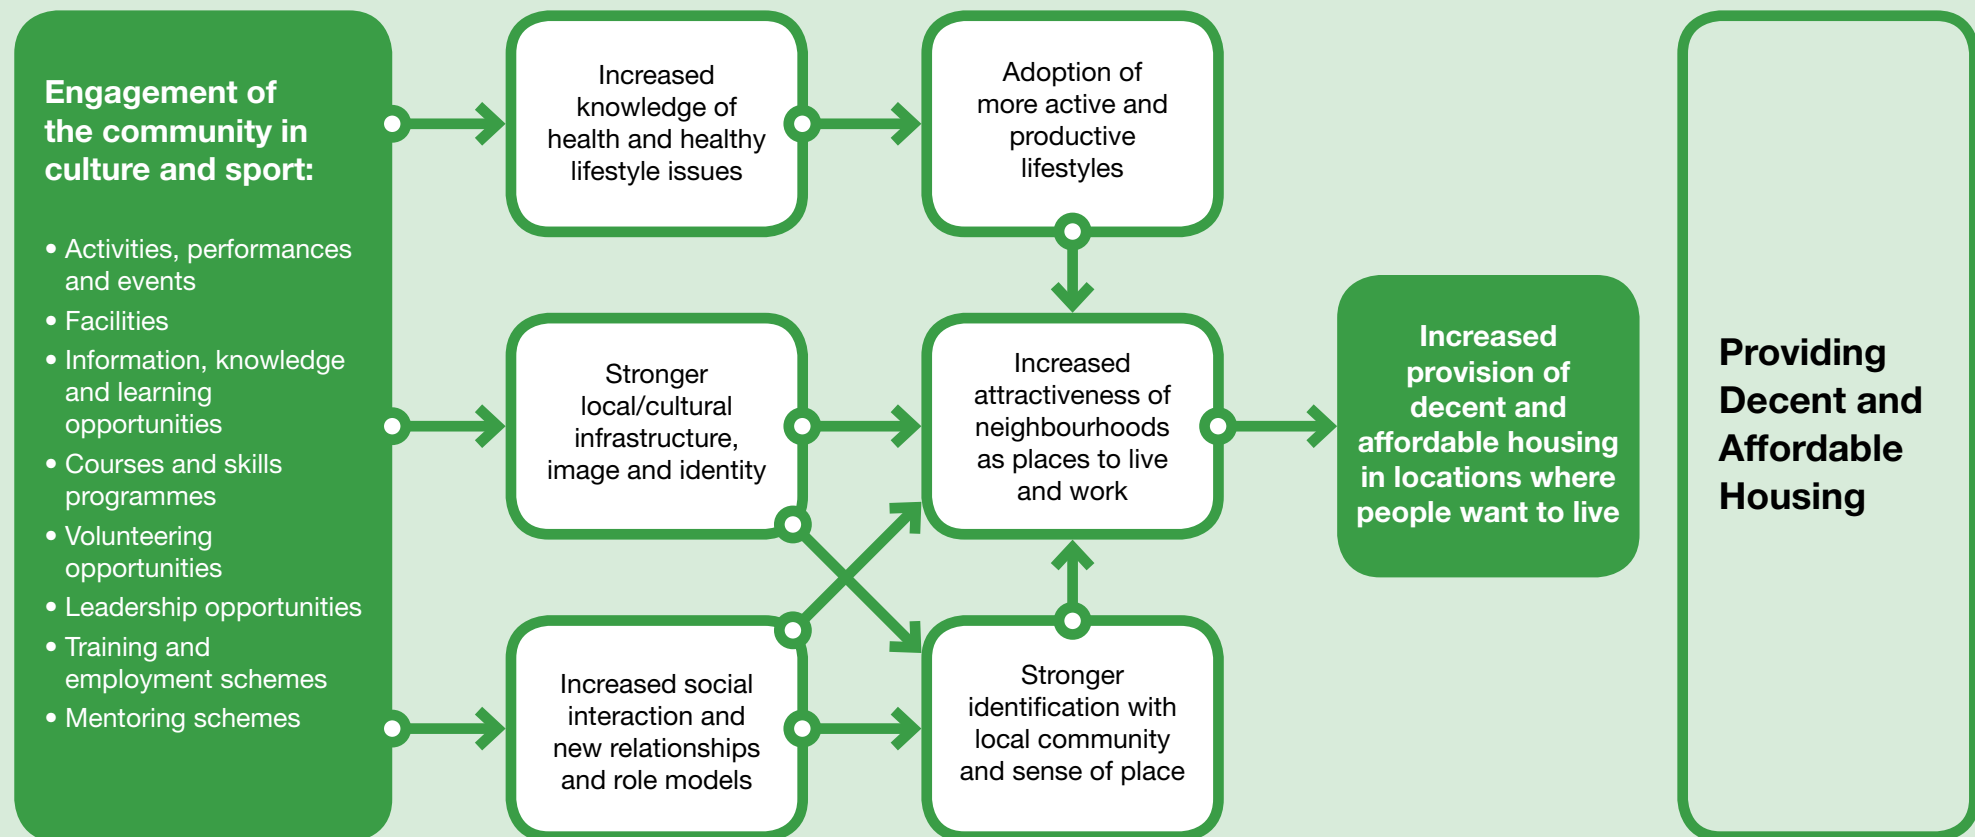 Engagement of
the community in
culture and sport:
• Activities, performances
and events
• Facilities
• Information, knowledge
and learning
opportunities
• Courses and skills
programmes
• Volunteering
opportunities
• Leadership opportunities
• Training and
employment schemes
• Mentoring schemes
Increased
knowledge of
health and healthy
lifestyle issues
Adoption of
more active and
productive
lifestyles
Stronger
local/cultural
infrastructure,
image and identity
Increased
attractiveness of
neighbourhoods
as places to live
and work
Increased social
interaction and
new relationships
and role models
Stronger
identification with
local community
and sense of place
Increased
provision of
decent and
affordable housing
in locations where
people want to live
Providing
Decent and
Affordable
Housing